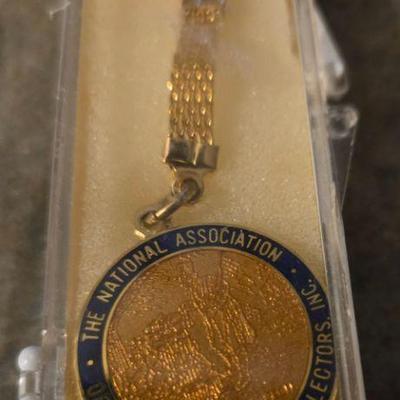 · THE NATIONAL ASSOCIATION ·
LECTORS, INC.